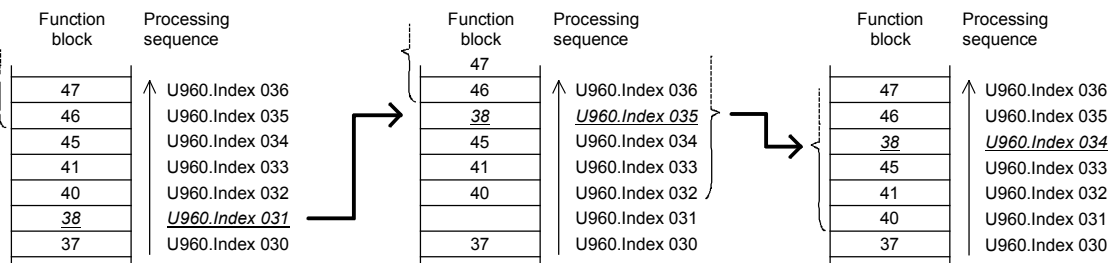 Function Processing
block sequence
47 U960.Index 036
46 U960.Index 035
45 U960.Index 034
41 U960.Index 033
40 U960.Index 032
38 U960.Index 031
37 U960.Index 030
Function Processing
block sequence
47
46 U960.Index 036
38 U960.Index 035
45 U960.Index 034
41 U960.Index 033
40 U960.Index 032
U960.Index 031
37 U960.Index 030
Function Processing
block sequence
47 U960.Index 036
46 U960.Index 035
38 U960.Index 034
45 U960.Index 033
41 U960.Index 032
40 U960.Index 031
37 U960.Index 030